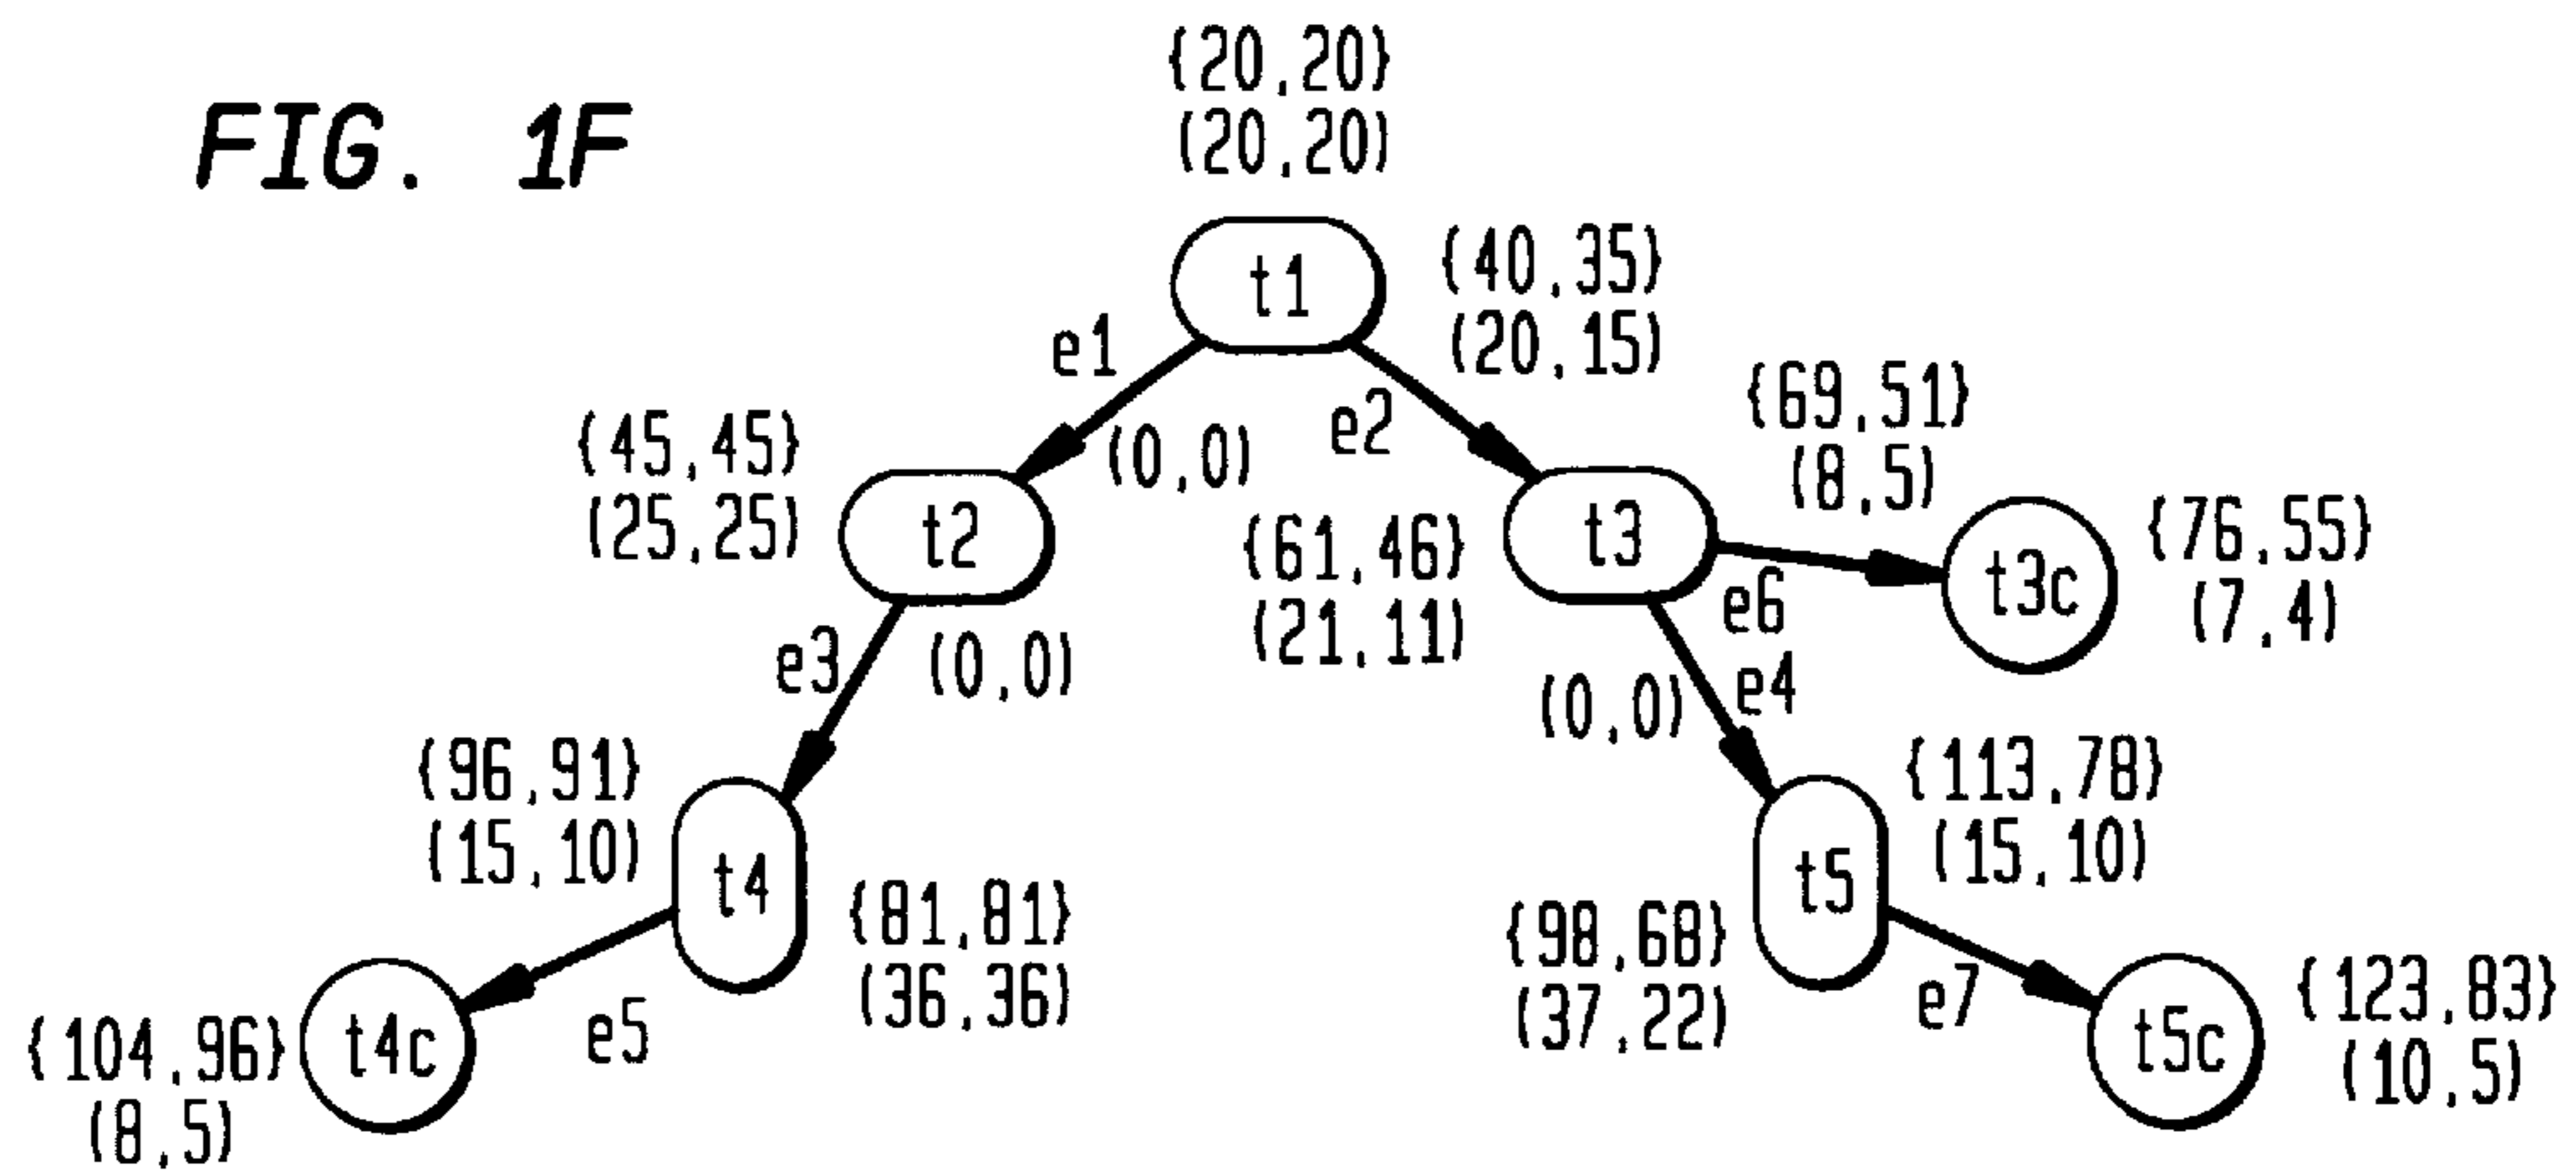 FIG. 1F
{20,20}
(20,20)
t1
{40,35}
(20,15)
e1
e2
(0,0)
{45,45}
(25,25)
t2
{69,51}
(8,5)
{61,46}
(21,11)
t3
e6
t3c
{76,55}
(7,4)
e3
(0,0)
(0,0)
e4
{96,91}
(15,10)
t4
{81,81}
(36,36)
{113,78}
(15,10)
t5
{98,68}
(37,22)
{104,96}
(8,5)
t4c
e5
e7
t5c
{123,83}
(10,5)